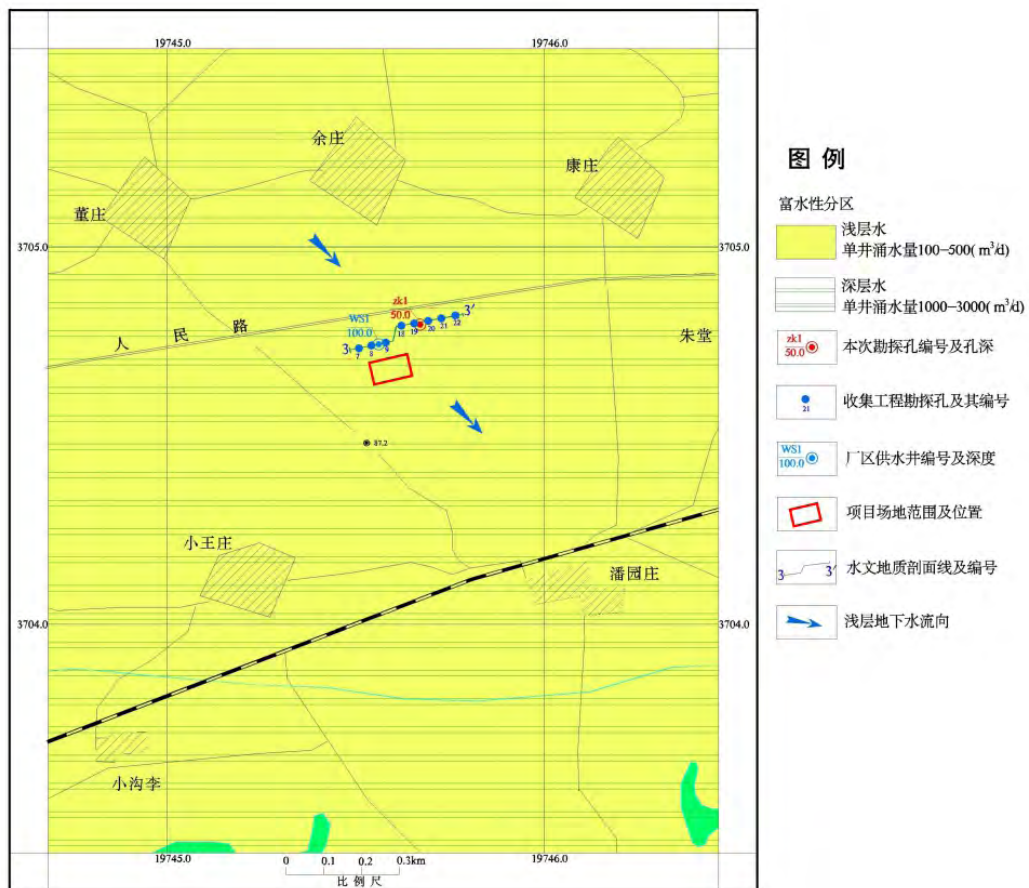 19745.0
19746.0
余庄
康庄
董庄
3705.0
3705.0
zk1
50.0
WS1
100.0
3
7
8
9
18
19
20
21
22
3′
人民路
朱堂
87.2
小王庄
潘园庄
3704.0
3704.0
小沟李
19745.0
19746.0
0 0.1 0.2 0.3km
比例尺
图例
富水性分区
浅层水
单井涌水量100-500(m³/d)
深层水
单井涌水量1000-3000(m³/d)
zk1
50.0
本次勘探孔编号及孔深
21
收集工程勘探孔及其编号
WS1
100.0
厂区供水井编号及深度
项目场地范围及位置
3 3′
水文地质剖面线及编号
浅层地下水流向